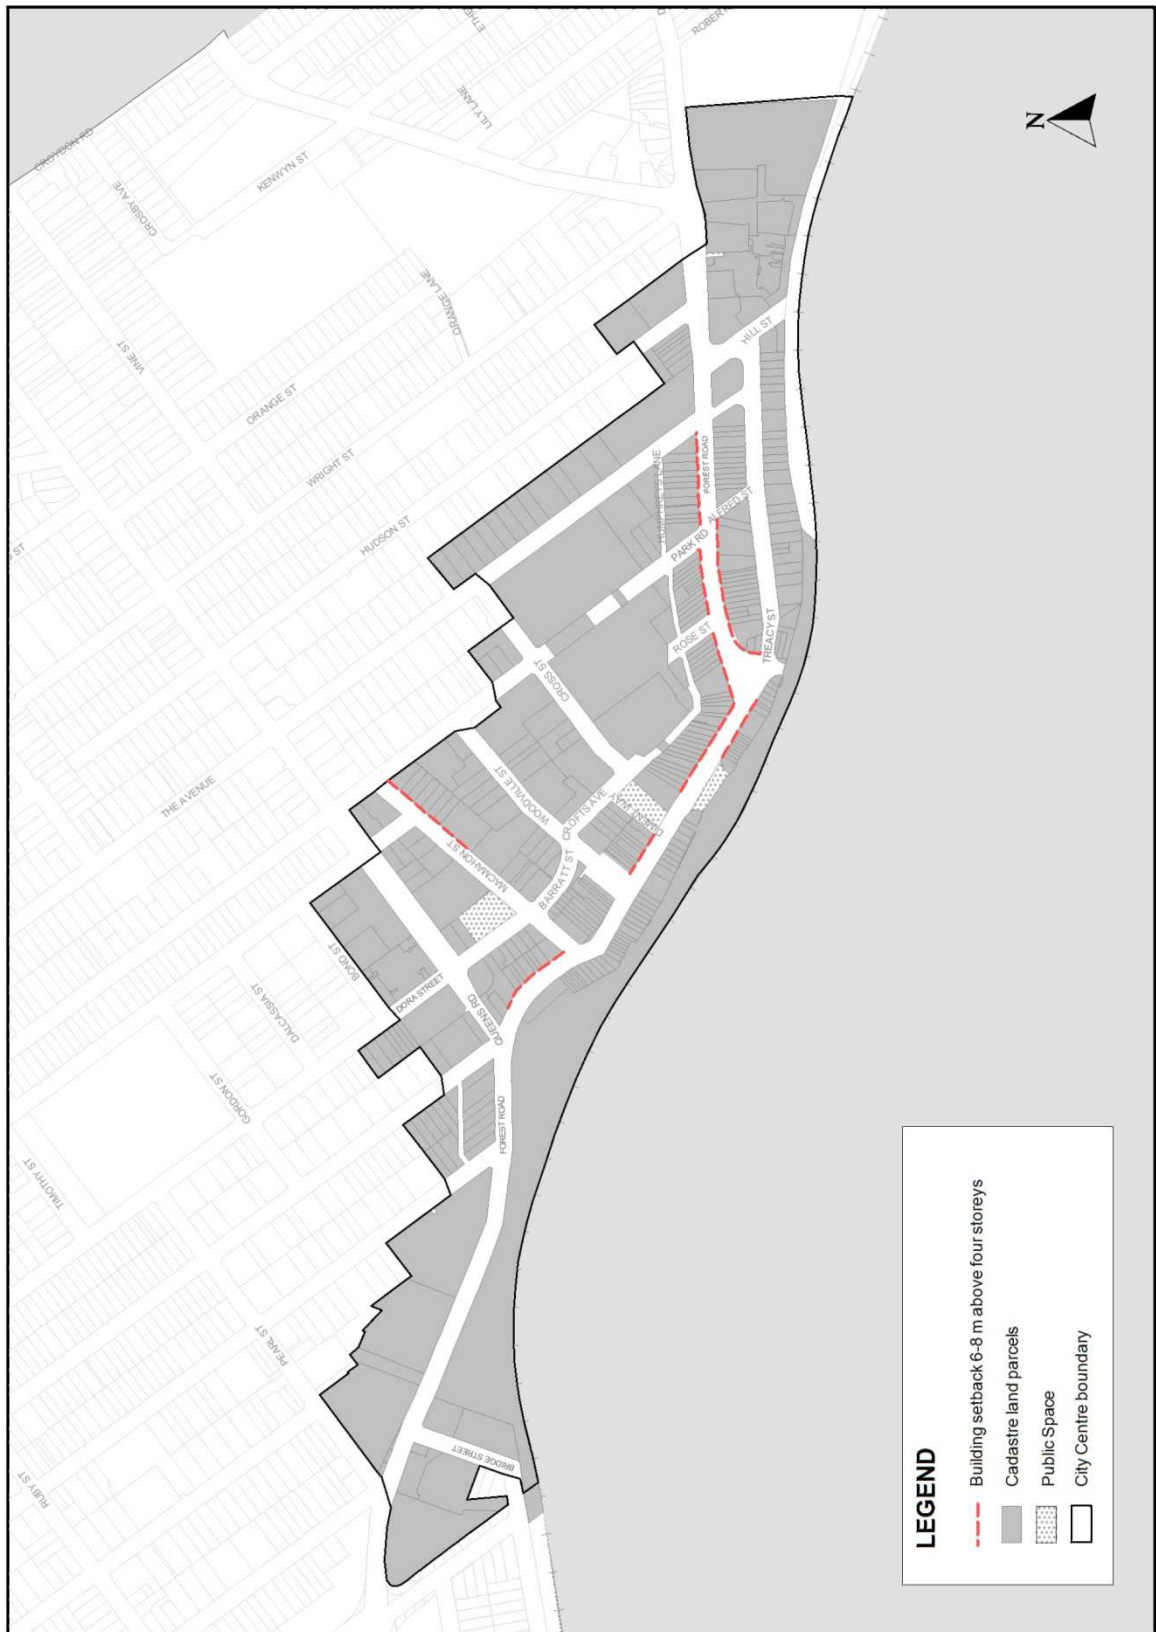 CROYDON RD
CROSBY AVE
KENWYN ST
LILY LANE
VINE ST
ORANGE LANE
ORANGE ST
WRIGHT ST
HUDSON ST
THE AVENUE
HUMPHREYS LANE
FOREST ROAD
HILL ST
PARK RD
ALFRED ST
ROSE ST
TREACY ST
CROSS ST
WOODVILLE ST
CROFTS AVE
DIMENT WAY
MACMAHON ST
BARRATT ST
BOND ST
DORA STREET
QUEENS RD
DALCASSIA ST
GORDON ST
TIMOTHY ST
FOREST ROAD
PEARL ST
RUBY ST
BRIDGE STREET
N
LEGEND
Building setback 6-8 m above four storeys
Cadastre land parcels
Public Space
City Centre boundary